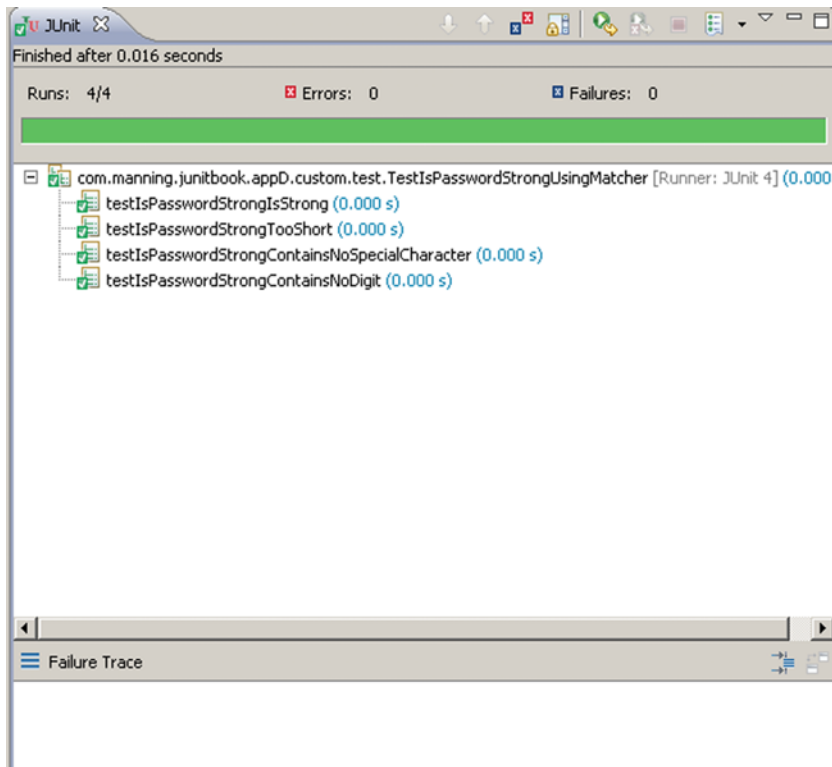 JUnit
Finished after 0.016 seconds
Runs: 4/4 Errors: 0 Failures: 0
com.manning.junitbook.appD.custom.test.TestIsPasswordStrongUsingMatcher [Runner: JUnit 4] (0.000
testIsPasswordStrongIsStrong (0.000 s)
testIsPasswordStrongTooShort (0.000 s)
testIsPasswordStrongContainsNoSpecialCharacter (0.000 s)
testIsPasswordStrongContainsNoDigit (0.000 s)
Failure Trace